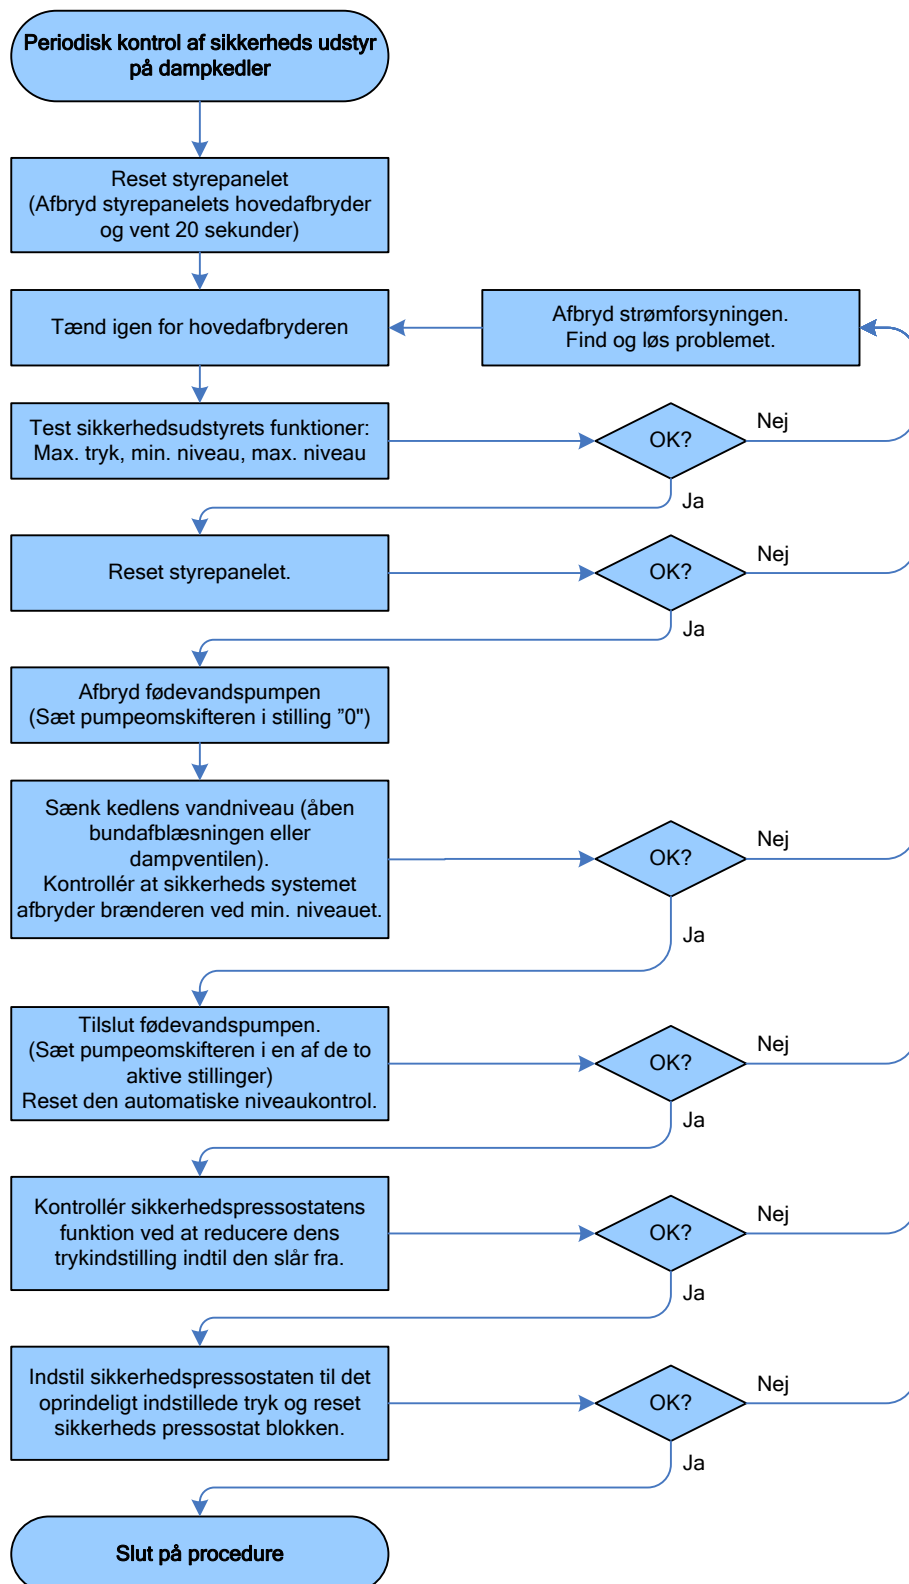 Periodisk kontrol af sikkerheds udstyr
på dampkedler
Reset styrepanelet
(Afbryd styrepanelets hovedafbryder
og vent 20 sekunder)
Tænd igen for hovedafbryderen
Afbryd strømforsyningen.
Find og løs problemet.
Test sikkerhedsudstyrets funktioner:
Max. tryk, min. niveau, max. niveau
OK?
Nej
Ja
Reset styrepanelet.
OK?
Nej
Ja
Afbryd fødevandspumpen
(Sæt pumpeomskifteren i stilling ”0")
Sænk kedlens vandniveau (åben
bundafblæsningen eller
dampventilen).
Kontrollér at sikkerheds systemet
afbryder brænderen ved min. niveauet.
OK?
Nej
Ja
Tilslut fødevandspumpen.
(Sæt pumpeomskifteren i en af de to
aktive stillinger)
Reset den automatiske niveaukontrol.
OK?
Nej
Ja
Kontrollér sikkerhedspressostatens
funktion ved at reducere dens
trykindstilling indtil den slår fra.
OK?
Nej
Ja
Indstil sikkerhedspressostaten til det
oprindeligt indstillede tryk og reset
sikkerheds pressostat blokken.
OK?
Nej
Ja
Slut på procedure